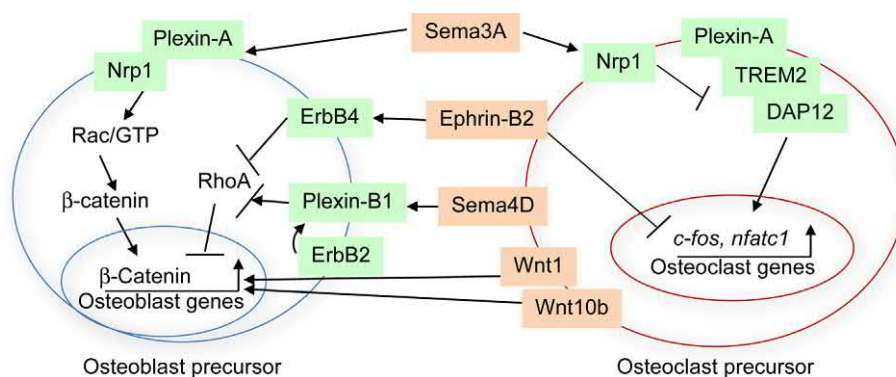 Plexin-A
Nrp1
Rac/GTP
β-catenin
β-Catenin
Osteoblast genes
Osteoblast precursor
RhoA
ErbB4
Plexin-B1
ErbB2
Sema3A
Ephrin-B2
Sema4D
Wnt1
Wnt10b
Nrp1
Plexin-A
TREM2
DAP12
c-fos, nfatc1
Osteoclast genes
Osteoclast precursor